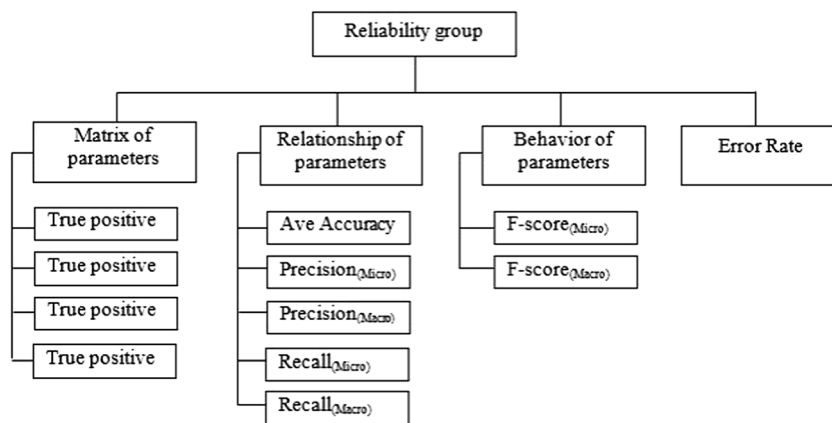 Reliability group
Matrix of
parameters
True positive
True positive
True positive
True positive
Relationship of
parameters
Ave Accuracy
Precision(Micro)
Precision(Macro)
Recall(Micro)
Recall(Macro)
Behavior of
parameters
F-score(Micro)
F-score(Macro)
Error Rate